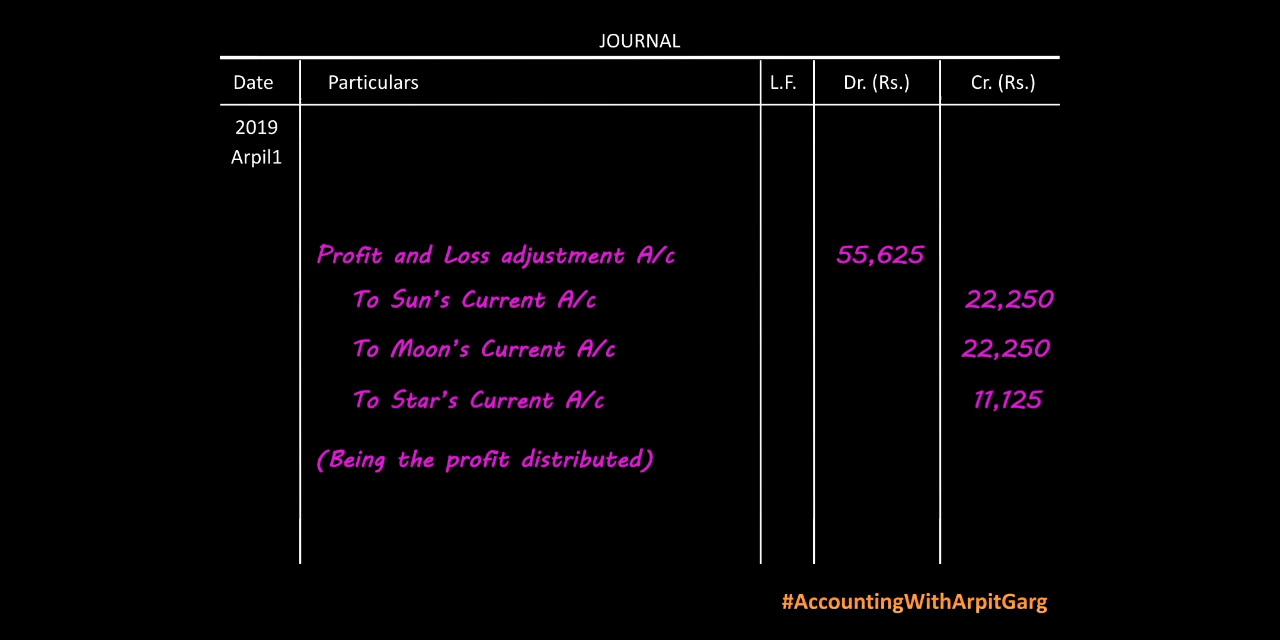 JOURNAL
Date Particulars L.F. Dr. (Rs.) Cr. (Rs.)
2019
Arpil1
Profit and Loss adjustment A/c 55,625
To Sun's Current A/c 22,250
To Moon's Current A/c 22,250
To Star's Current A/c 11,125
(Being the profit distributed)
#AccountingWithArpitGarg